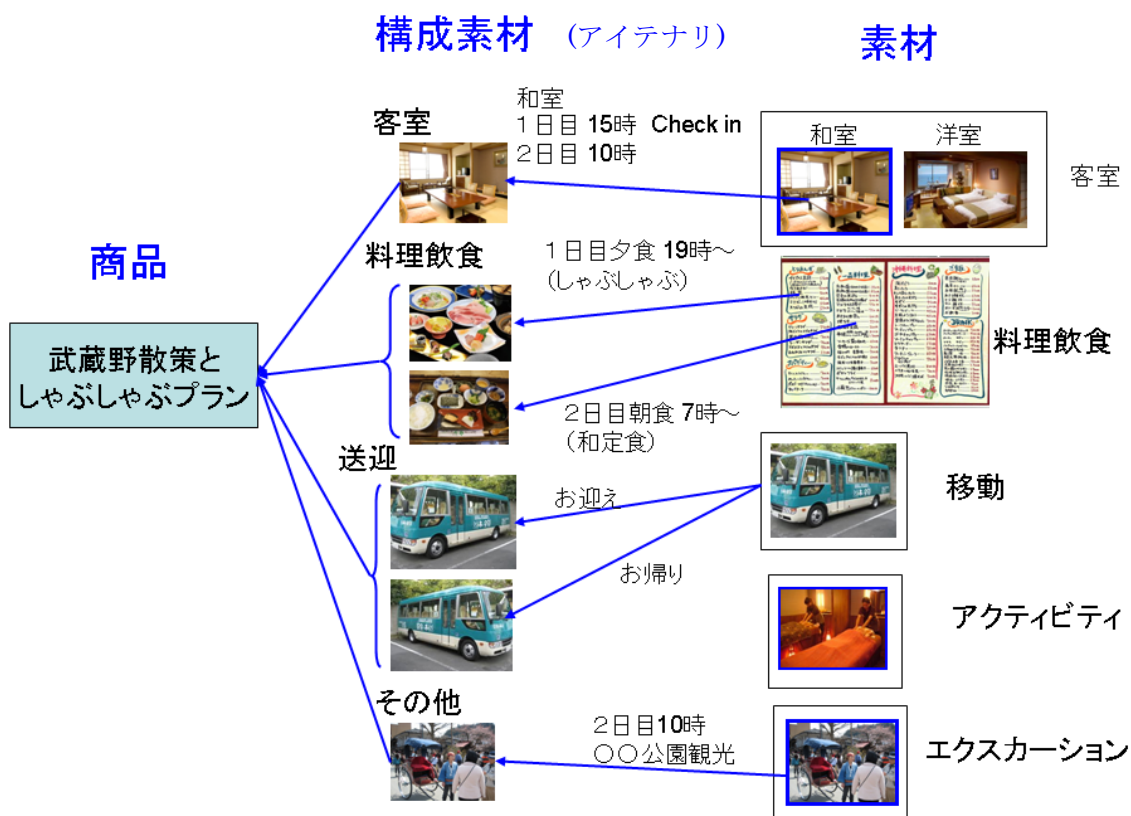 構成素材 (アイテナリ)
素材
商品
武蔵野散策と
しゃぶしゃぶプラン
客室
和室
1日目 15時 Check in
2日目 10時
料理飲食
1日目夕食 19時~
(しゃぶしゃぶ)
2日目朝食 7時~
(和定食)
送迎
お迎え
お帰り
その他
2日目10時
〇〇公園観光
和室
洋室
客室
料理飲食
移動
アクティビティ
エクスカーション